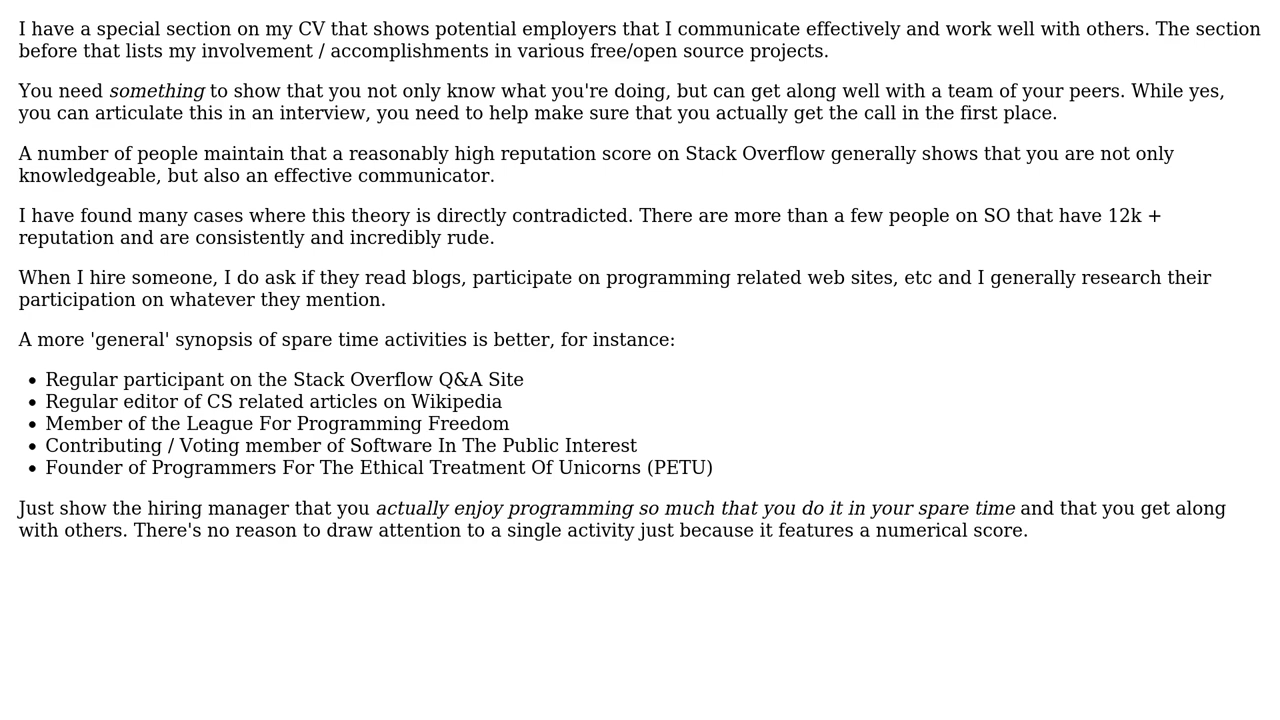 I have a special section on my CV that shows potential employers that I communicate effectively and work well with others. The section
before that lists my involvement / accomplishments in various free/open source projects.
You need something to show that you not only know what you're doing, but can get along well with a team of your peers. While yes,
you can articulate this in an interview, you need to help make sure that you actually get the call in the first place.
A number of people maintain that a reasonably high reputation score on Stack Overflow generally shows that you are not only
knowledgeable, but also an effective communicator.
I have found many cases where this theory is directly contradicted. There are more than a few people on SO that have 12k +
reputation and are consistently and incredibly rude.
When I hire someone, I do ask if they read blogs, participate on programming related web sites, etc and I generally research their
participation on whatever they mention.
A more 'general' synopsis of spare time activities is better, for instance:
• Regular participant on the Stack Overflow Q&A Site
• Regular editor of CS related articles on Wikipedia
• Member of the League For Programming Freedom
• Contributing / Voting member of Software In The Public Interest
• Founder of Programmers For The Ethical Treatment Of Unicorns (PETU)
Just show the hiring manager that you actually enjoy programming so much that you do it in your spare time and that you get along
with others. There's no reason to draw attention to a single activity just because it features a numerical score.